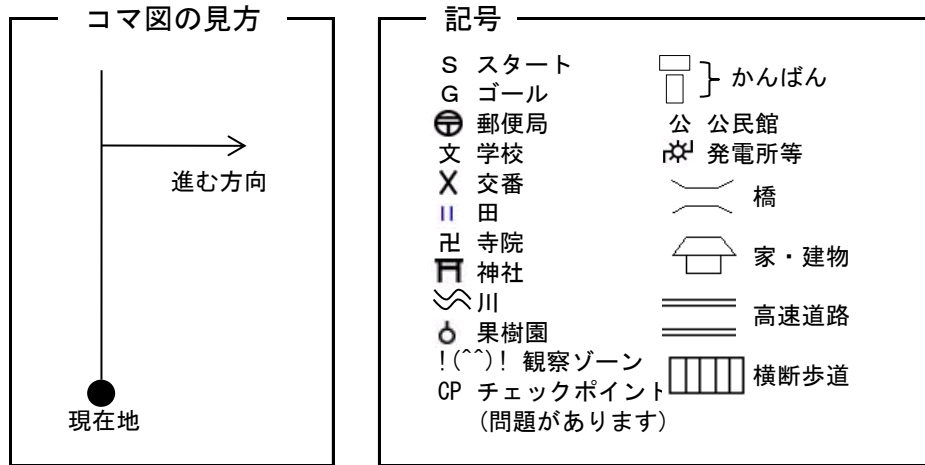 コマ図の見方
進む方向
現在地
記号
S スタート
G ゴール
郵便局
文 学校
X 交番
田
卍 寺院
神社
川
果樹園
!(^^)! 観察ゾーン
CP チェックポイント
(問題があります)
かんばん
公 公民館
発電所等
橋
家・建物
高速道路
横断歩道